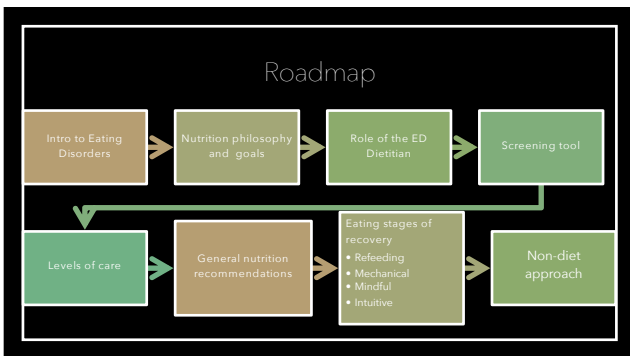 Roadmap
Intro to Eating
Disorders
Nutrition philosophy
and goals
Role of the ED
Dietitian
Screening tool
Levels of care
General nutrition
recommendations
Eating stages of
recovery
• Refeeding
• Mechanical
• Mindful
• Intuitive
Non-diet
approach